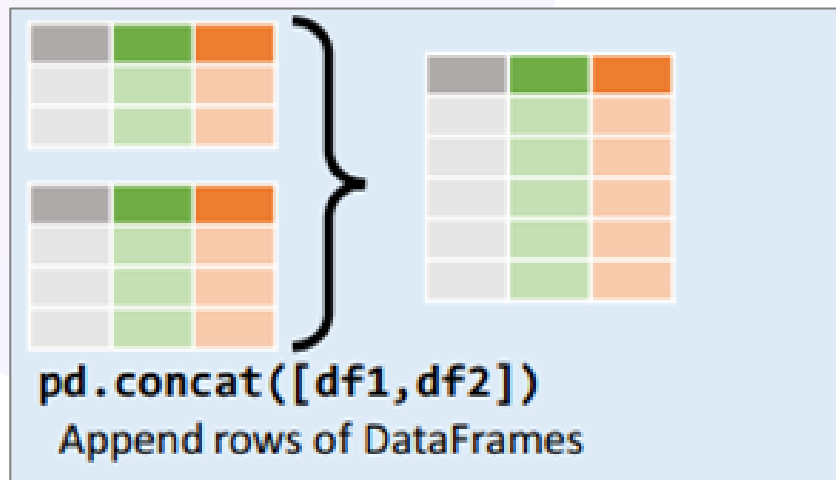 pd.concat([df1,df2])
Append rows of DataFrames